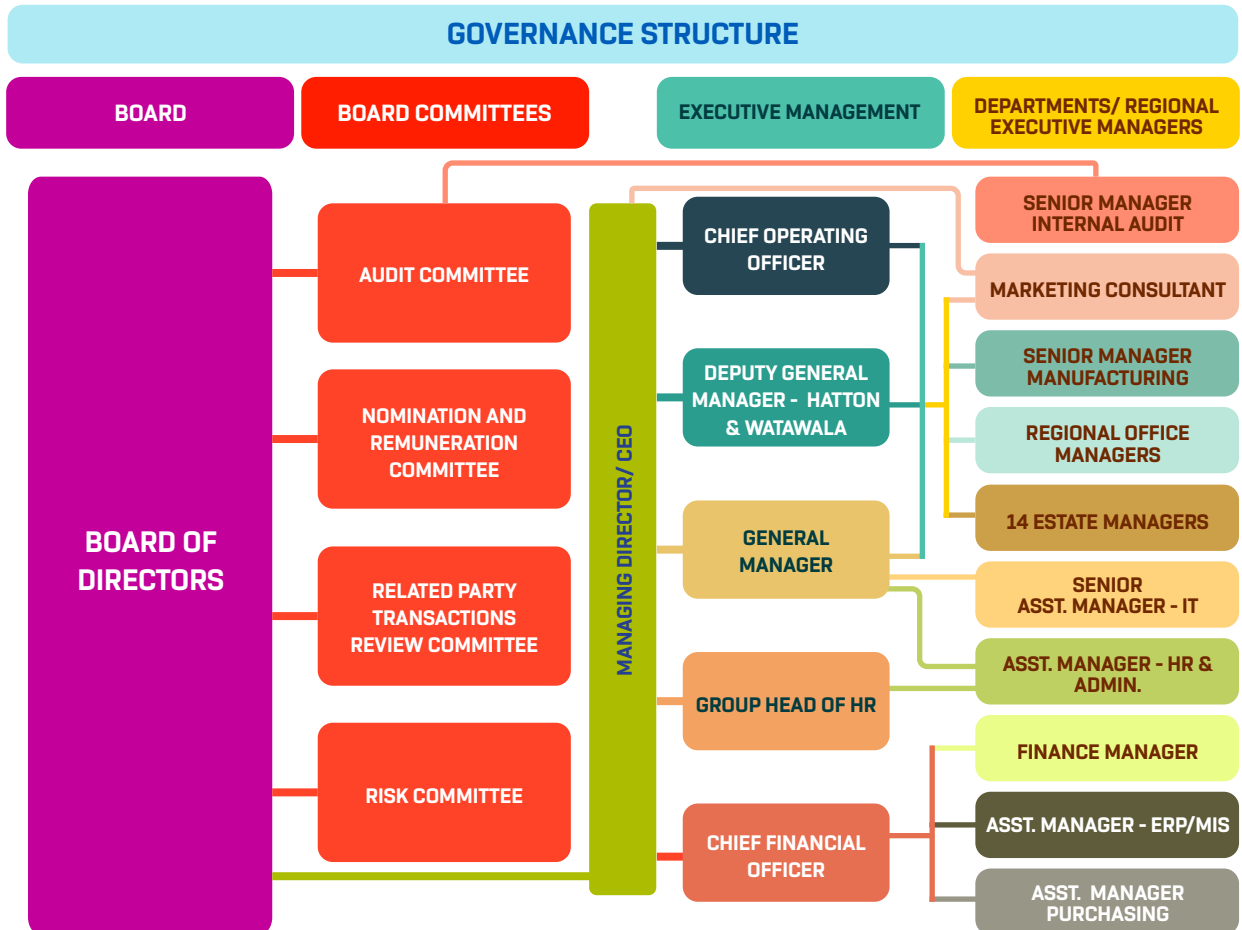 GOVERNANCE STRUCTURE
BOARD
BOARD COMMITTEES
EXECUTIVE MANAGEMENT
DEPARTMENTS/ REGIONAL
EXECUTIVE MANAGERS
BOARD OF
DIRECTORS
AUDIT COMMITTEE
NOMINATION AND
REMUNERATION
COMMITTEE
RELATED PARTY
TRANSACTIONS
REVIEW COMMITTEE
RISK COMMITTEE
MANAGING DIRECTOR/ CEO
CHIEF OPERATING
OFFICER
DEPUTY GENERAL
MANAGER - HATTON
& WATAWALA
GENERAL
MANAGER
GROUP HEAD OF HR
CHIEF FINANCIAL
OFFICER
SENIOR MANAGER
INTERNAL AUDIT
MARKETING CONSULTANT
SENIOR MANAGER
MANUFACTURING
REGIONAL OFFICE
MANAGERS
14 ESTATE MANAGERS
SENIOR
ASST. MANAGER - IT
ASST. MANAGER - HR &
ADMIN.
FINANCE MANAGER
ASST. MANAGER - ERP/MIS
ASST. MANAGER
PURCHASING